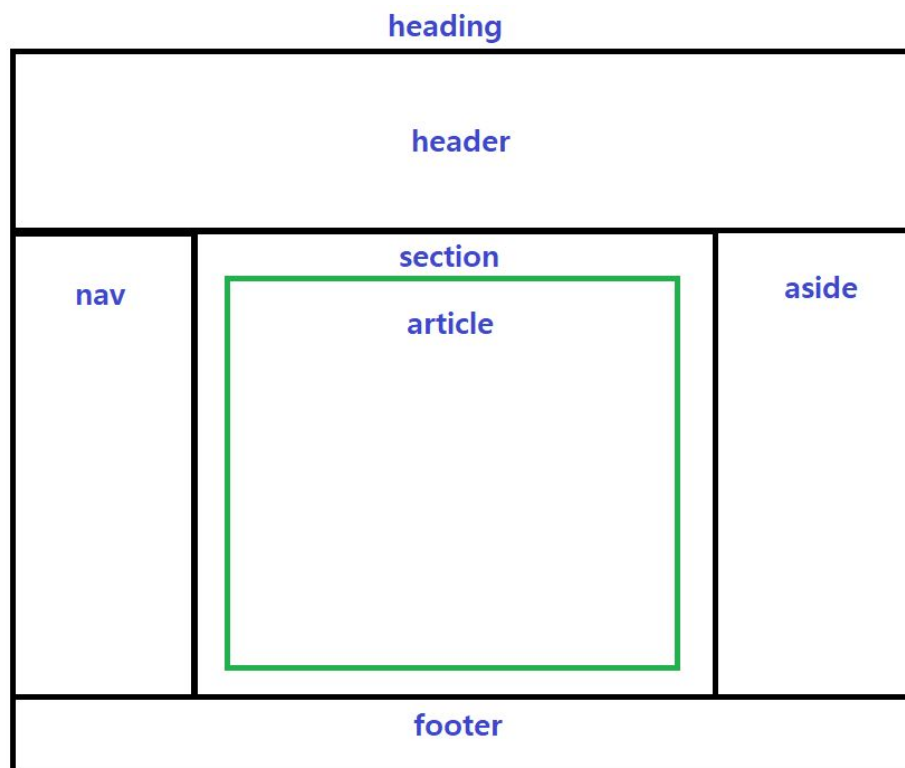 heading
header
section
nav
aside
article
footer